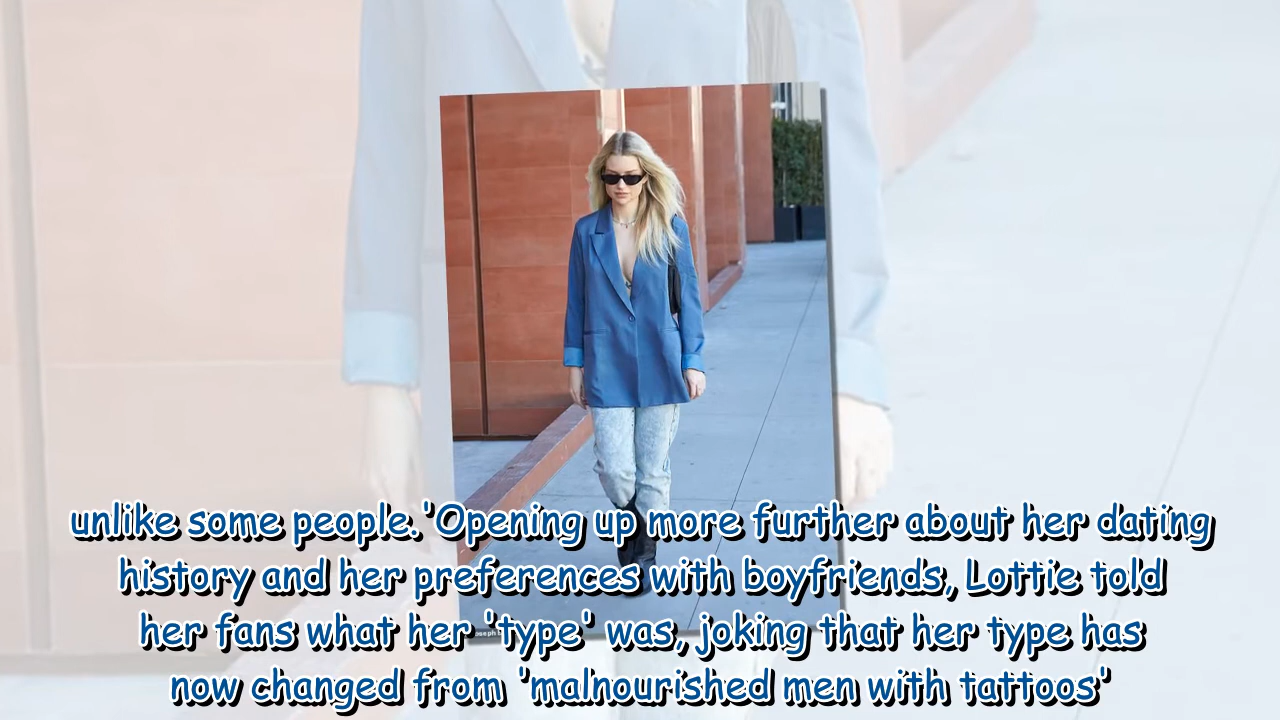 unlike some people.'Opening up more further about her dating
history and her preferences with boyfriends, Lottie told
her fans what her 'type' was, joking that her type has
now changed from 'malnourished men with tattoos'